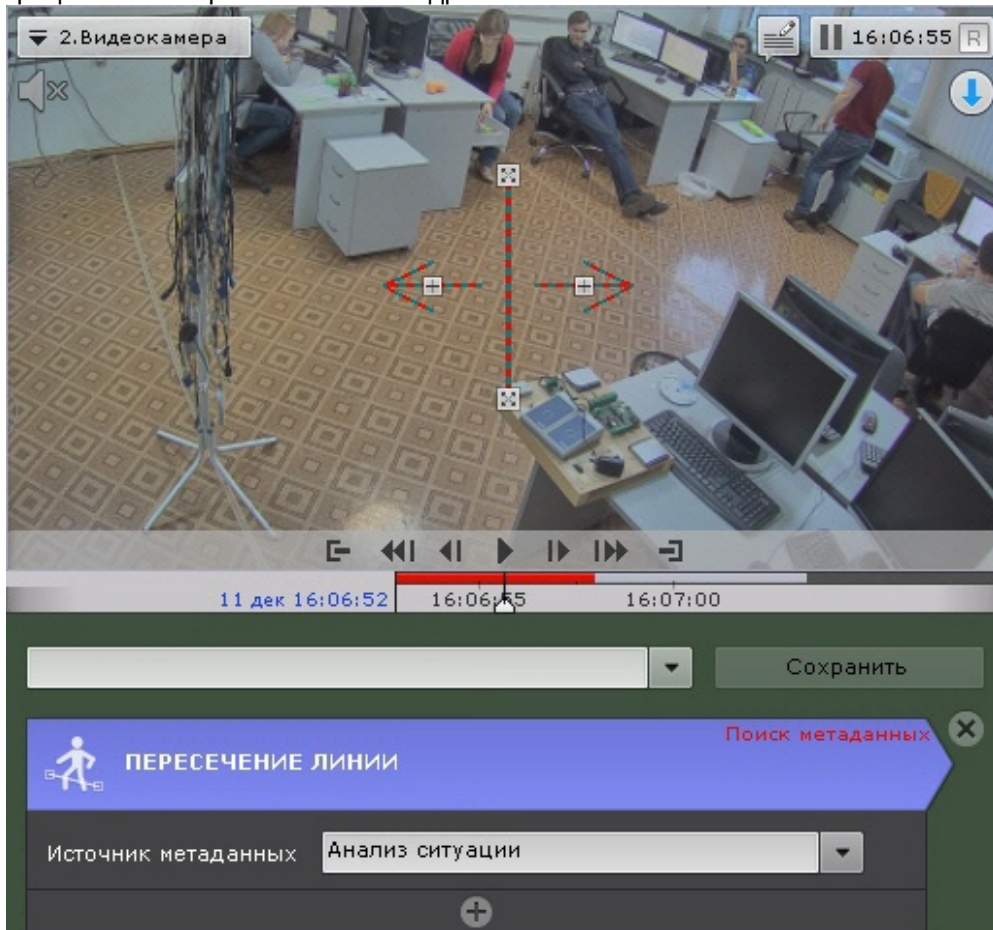 2.Видеокамера
16:06:55 R
11 дек 16:06:52
16:06:55
16:07:00
Сохранить
Поиск метаданных
ПЕРЕСЕЧЕНИЕ ЛИНИИ
Источник метаданных
Анализ ситуации